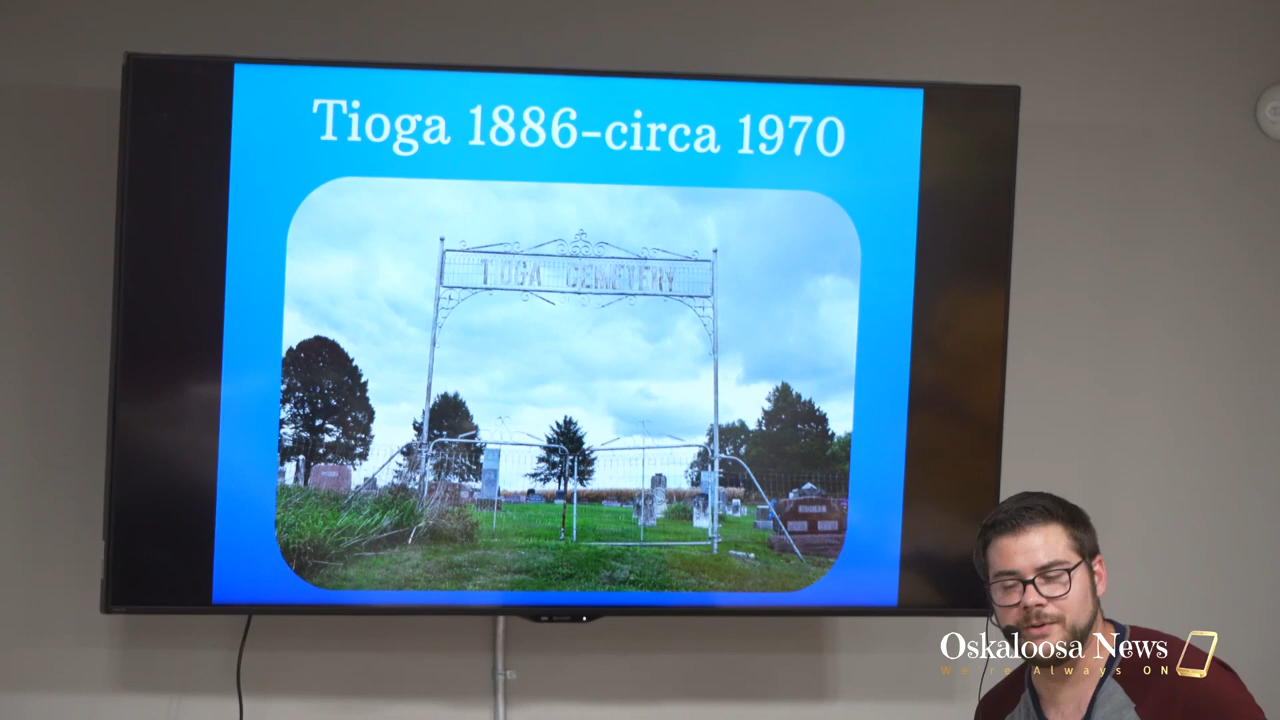 Tioga 1886-circa 1970
TIOGA CEMETERY
Oskaloosa News
We're Always ON